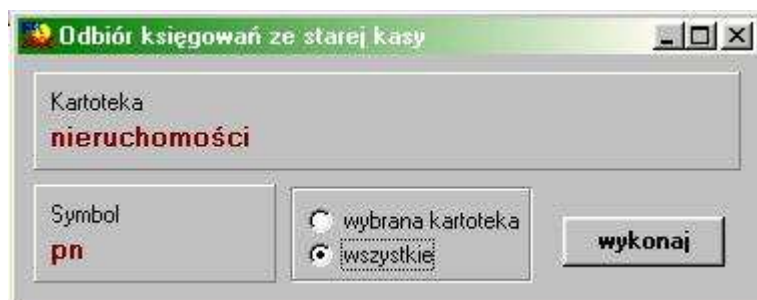 Odbiór księgowań ze starej kasy
Kartoteka
nieruchomości
Symbol
pn
wybrana kartoteka
wszystkie
wykonaj